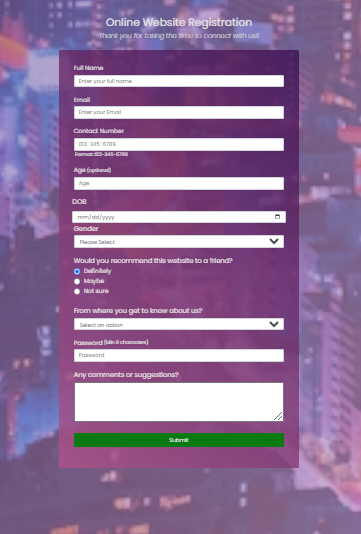 Online Website Registration
Thank you for taking the time to connect with us!
Full Name
Enter your full name
Email
Enter your Email
Contact Number
012-345-6789
Format: 012-345-6789
Age (optional)
Age
DOB
mm/dd/yyyy
Gender
Please Select
Would you recommend this website to a friend?
Definitely
Maybe
Not sure
From where you get to know about us?
Select an option
Password (Min 8 characters)
Password
Any comments or suggestions?
Submit